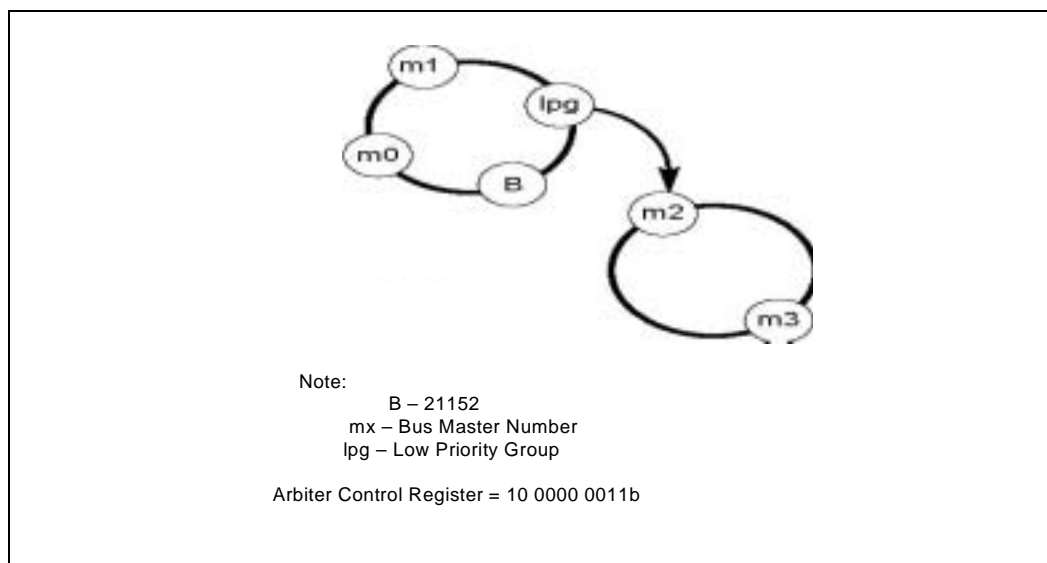 m1
lpg
m0
B
m2
m3
Note:
B – 21152
mx – Bus Master Number
lpg – Low Priority Group
Arbiter Control Register = 10 0000 0011b